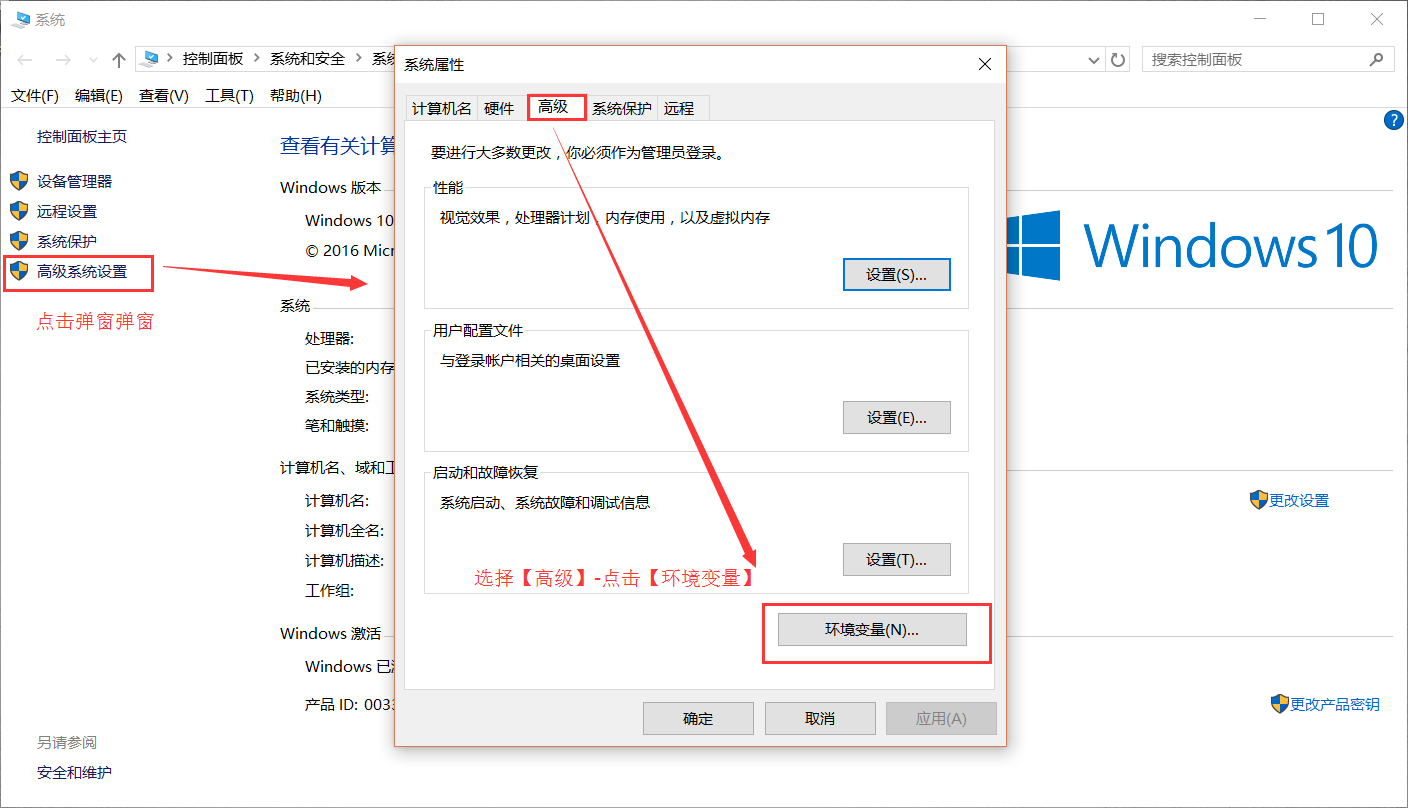 系统
控制面板 系统和安全 系统
搜索控制面板
文件(F) 编辑(E) 查看(V) 工具(T) 帮助(H)
控制面板主页
设备管理器
远程设置
系统保护
高级系统设置
点击弹窗弹窗
另请参阅
安全和维护
查看有关计算
Windows 版本
Windows 10
© 2016 Micr
系统
处理器:
已安装的内存
系统类型:
笔和触摸:
计算机名、域和工
计算机名:
计算机全名:
计算机描述:
工作组:
Windows 激活
Windows 已激
产品 ID: 0033
系统属性
计算机名 硬件 高级 系统保护 远程
要进行大多数更改，你必须作为管理员登录。
性能
视觉效果，处理器计划，内存使用，以及虚拟内存
设置(S)...
用户配置文件
与登录帐户相关的桌面设置
设置(E)...
启动和故障恢复
系统启动、系统故障和调试信息
设置(T)...
选择【高级】-点击【环境变量】
环境变量(N)...
确定 取消 应用(A)
?
Windows 10
更改设置
更改产品密钥